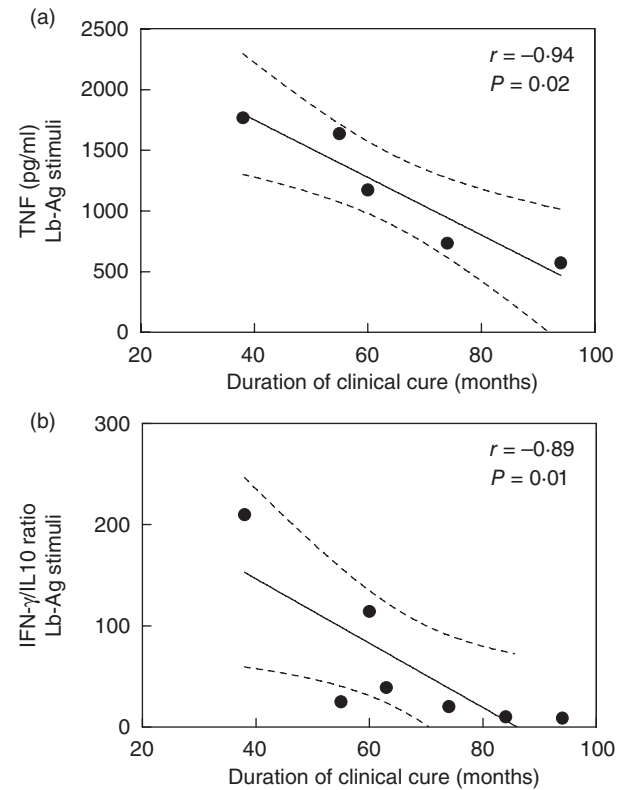 (a)
2500
2000
1500
1000
500
0
TNF (pg/ml)
Lb-Ag stimuli
r = –0·94
P = 0·02
20 40 60 80 100
Duration of clinical cure (months)
(b)
300
200
100
0
IFN-γ/IL10 ratio
Lb-Ag stimuli
r = –0·89
P = 0·01
20 40 60 80 100
Duration of clinical cure (months)